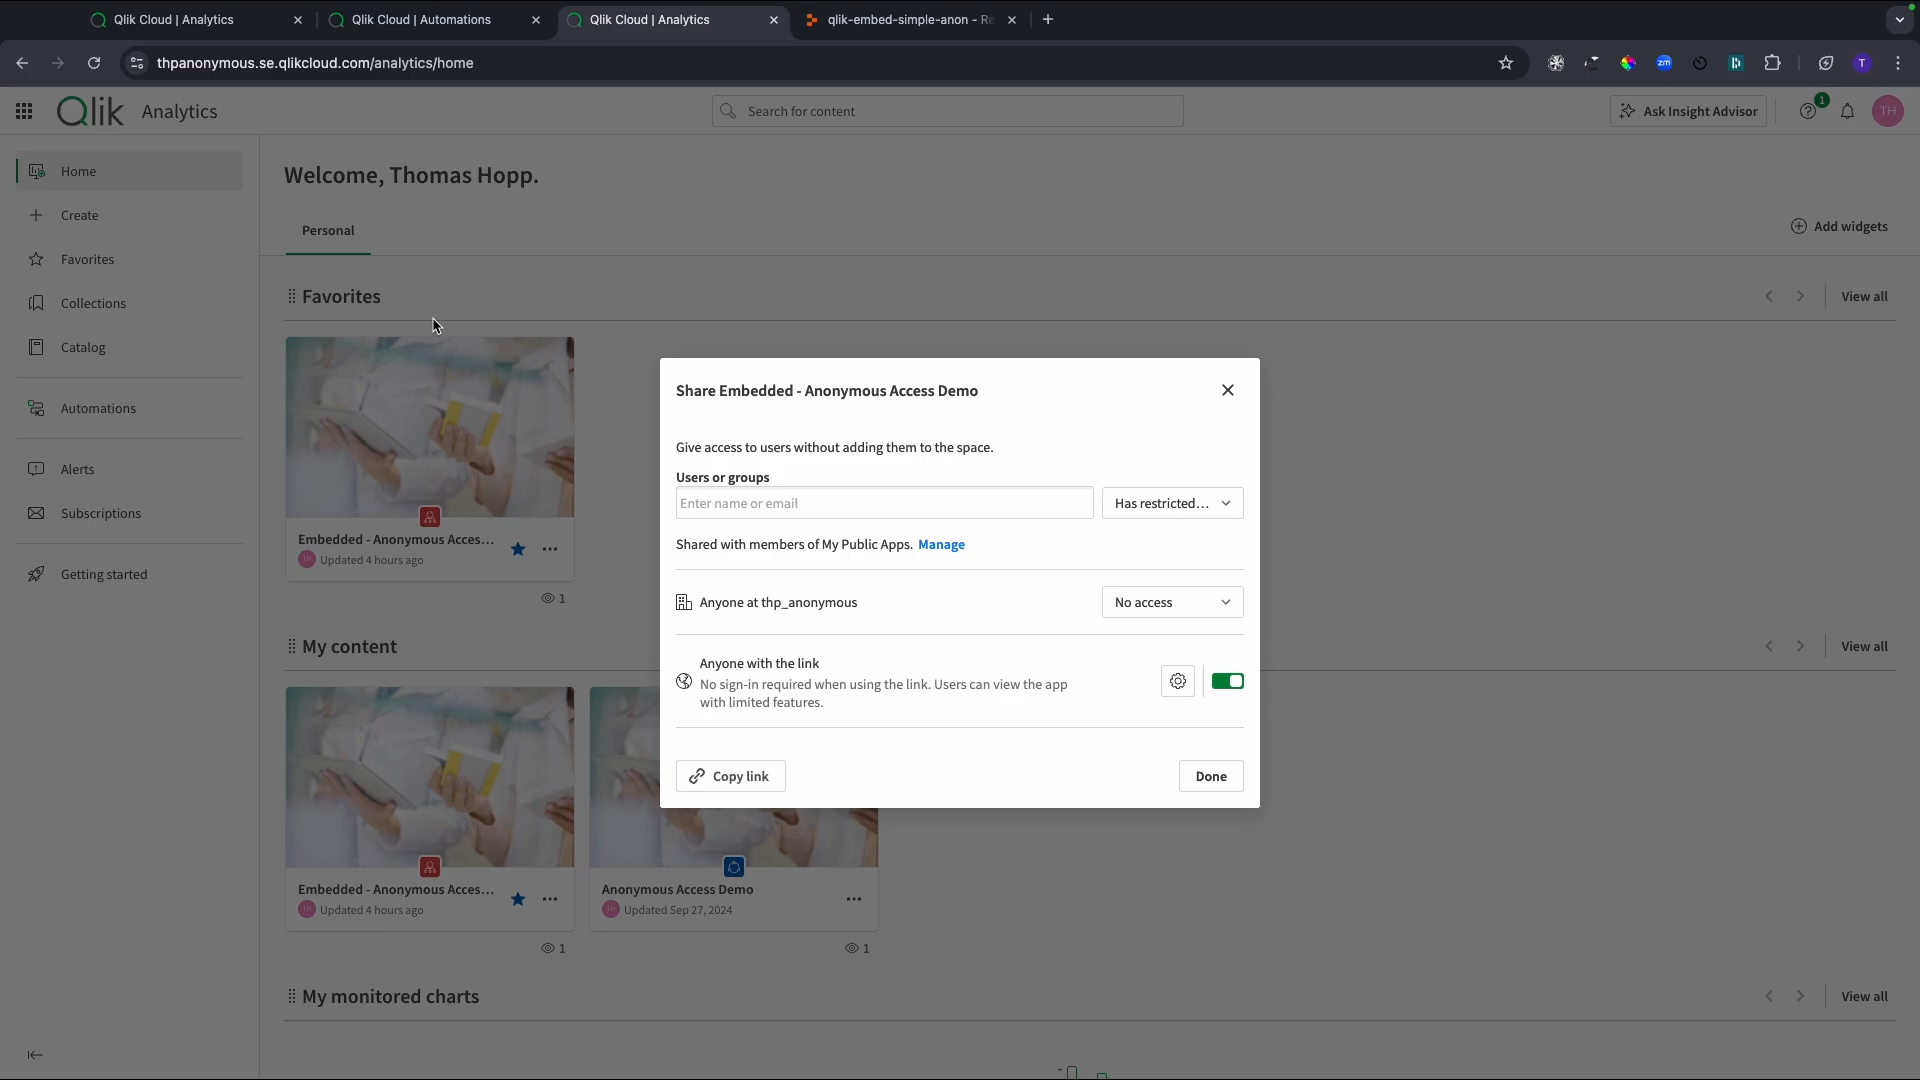 Qlik Cloud | Analytics
Qlik Cloud | Automations
Qlik Cloud | Analytics
qlik-embed-simple-anon - Re
thpanonymous.se.qlikcloud.com/analytics/home
zm
T
Qlik Analytics
Search for content
Ask Insight Advisor
1
TH
Home
Create
Favorites
Collections
Catalog
Automations
Alerts
Subscriptions
Getting started
Welcome, Thomas Hopp.
Personal
Add widgets
Favorites
View all
Embedded - Anonymous Acces...
Updated 4 hours ago
1
Share Embedded - Anonymous Access Demo
Give access to users without adding them to the space.
Users or groups
Enter name or email
Has restricted...
Shared with members of My Public Apps. Manage
Anyone at thp_anonymous
No access
Anyone with the link
No sign-in required when using the link. Users can view the app
with limited features.
Copy link
Done
My content
View all
Embedded - Anonymous Acces...
Updated 4 hours ago
1
Anonymous Access Demo
Updated Sep 27, 2024
1
My monitored charts
View all